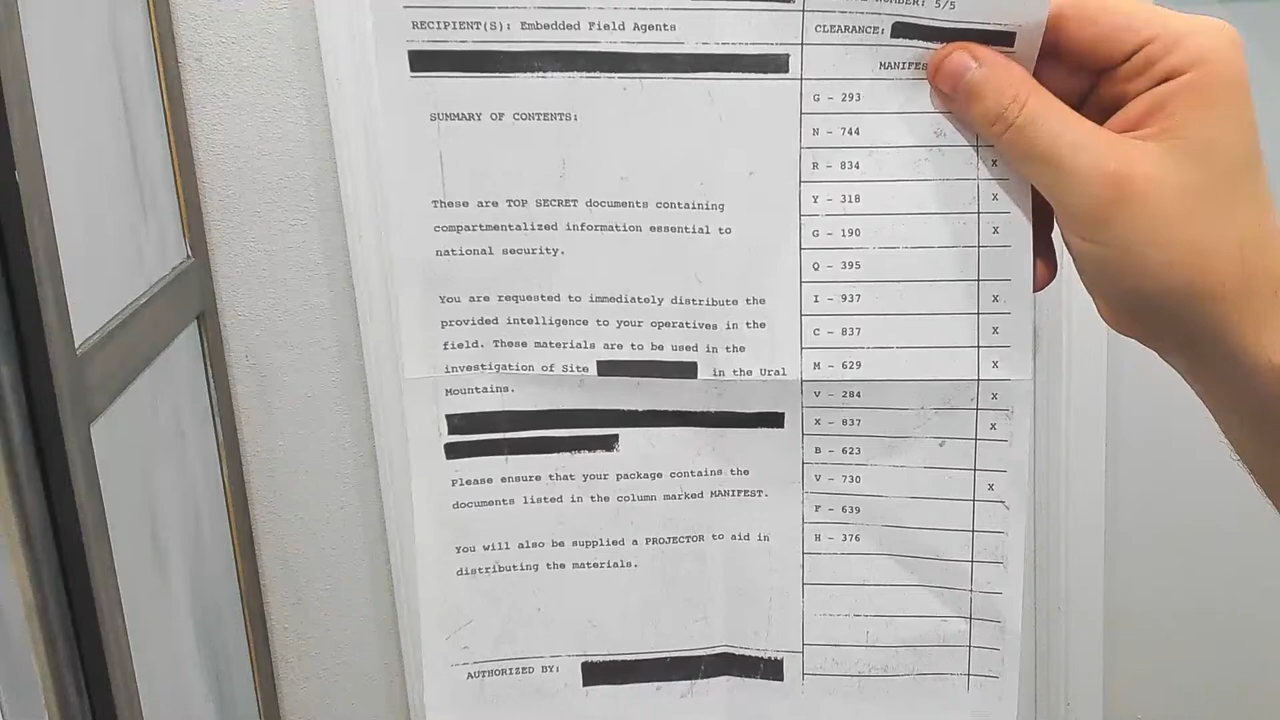 5/5
RECIPIENT(S): Embedded Field Agents
CLEARANCE:
SUMMARY OF CONTENTS:
These are TOP SECRET documents containing
compartmentalized information essential to
national security.
You are requested to immediately distribute the
provided intelligence to your operatives in the
field. These materials are to be used in the
investigation of Site in the Ural
Mountains.
Please ensure that your package contains the
documents listed in the column marked MANIFEST.
You will also be supplied a PROJECTOR to aid in
distributing the materials.
AUTHORIZED BY:
G - 293
N - 744
R - 834 X
Y - 318 X
G - 190 X
Q - 395
I - 937 X
C - 837 X
M - 629 X
V - 284 X
X - 837 X
B - 623
V - 730 X
F - 639
H - 376